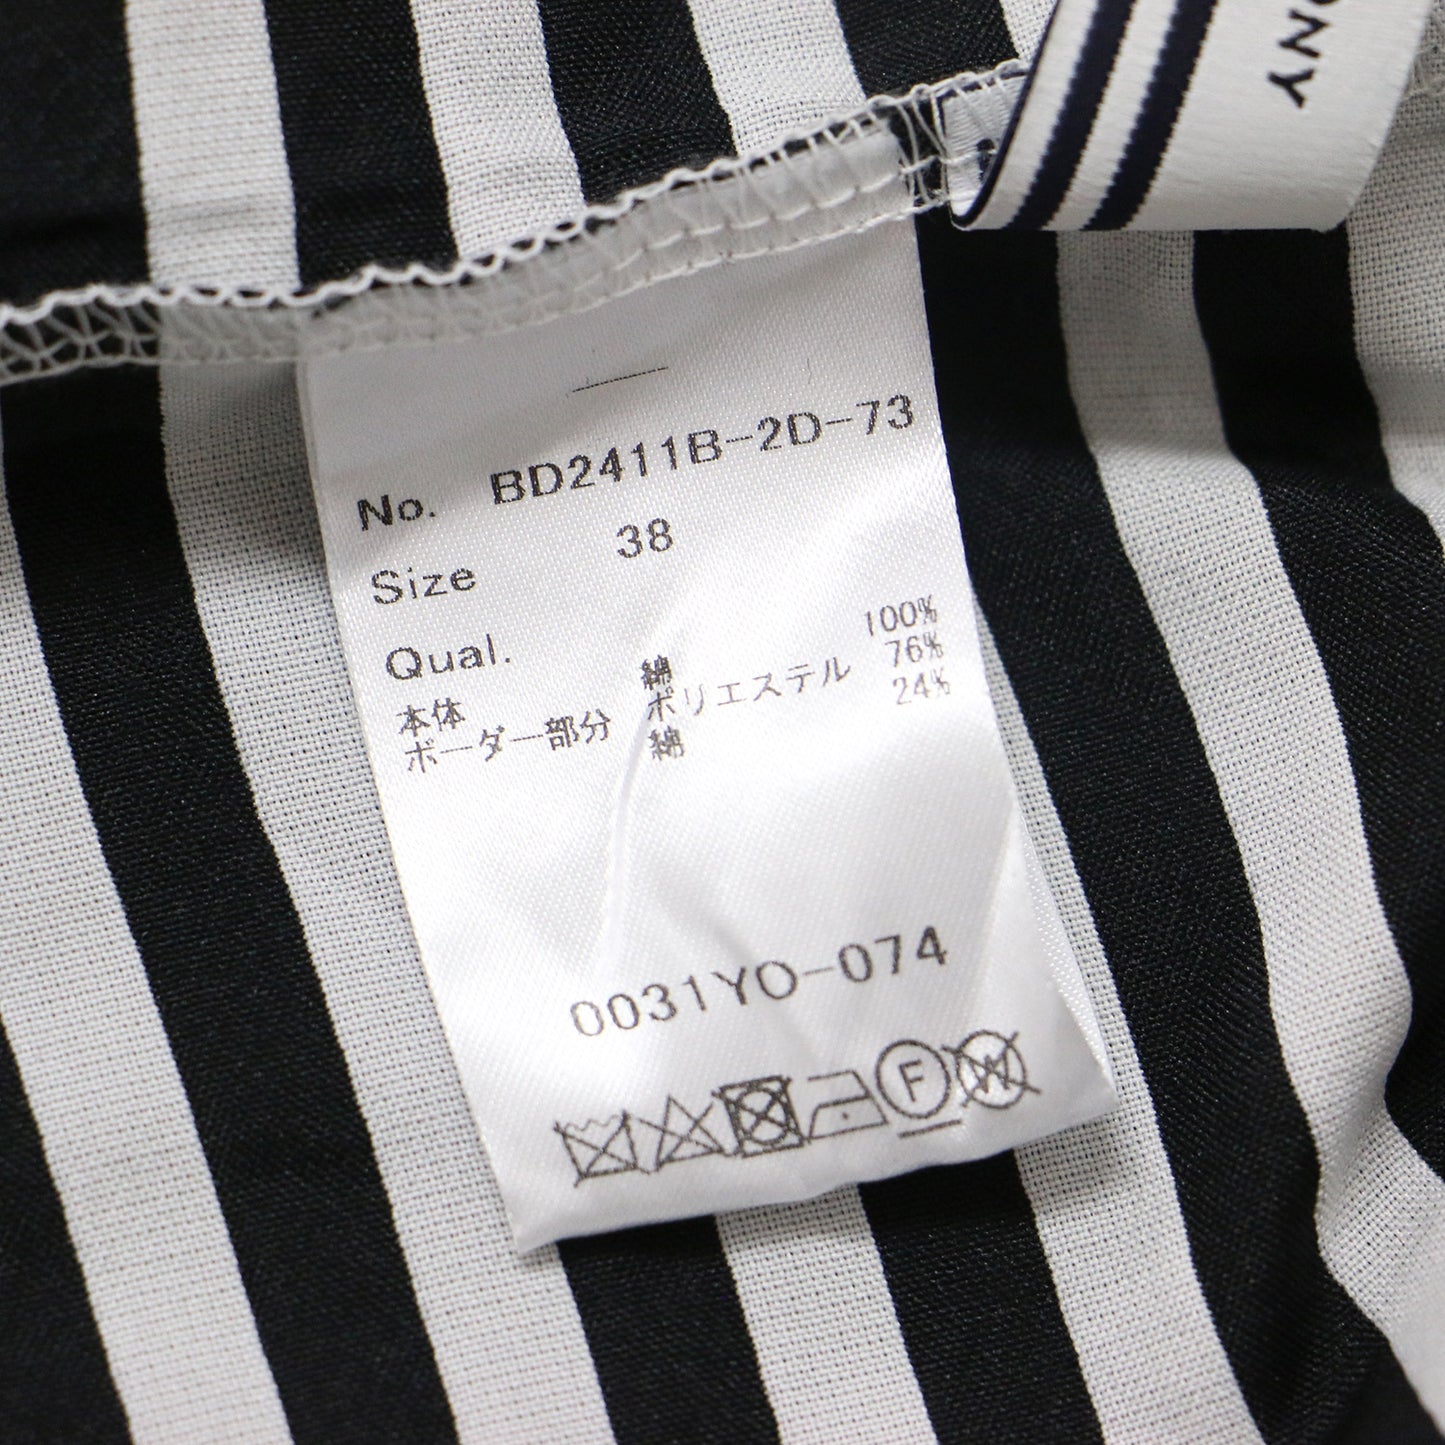 ONY
No. BD2411B-2D-73
Size 38
Qual.
本体 綿 100%
ボーダー部分 ポリエステル 76%
綿 24%
0031YO-074
F W